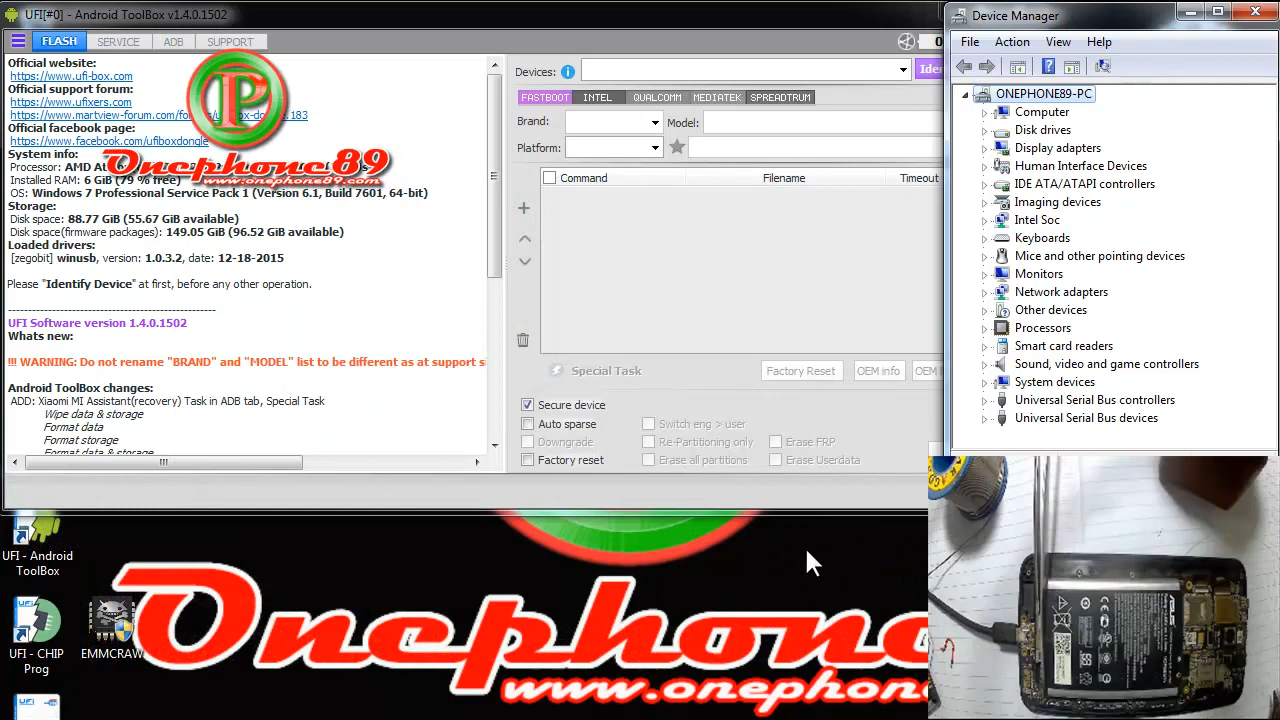 UFI[#0] - Android ToolBox v1.4.0.1502
FLASH SERVICE ADB SUPPORT
0
Official website:
https://www.ufi-box.com
Official support forum:
https://www.ufixers.com
183
Official facebook page:
https://www.facebook.com/ufiboxdongle
System info:
Processor: AMD
Installed RAM: 6 GiB (79 % free)
OS: Windows 7 Professional Service Pack 1 (Version 6.1, Build 7601, 64-bit)
Storage:
Disk space: 88.77 GiB (55.67 GiB available)
Disk space(firmware packages): 149.05 GiB (96.52 GiB available)
Loaded drivers:
[zegobit] winusb, version: 1.0.3.2, date: 12-18-2015
Please "Identify Device" at first, before any other operation.
----------------------------------------
UFI Software version 1.4.0.1502
Whats new:
!!! WARNING: Do not rename "BRAND" and "MODEL" list to be different as at support
Android ToolBox changes:
ADD: Xiaomi MI Assistant(recovery) Task in ADB tab, Special Task
Wipe data & storage
Format data
Format storage
Onephone89
www.onephone89.com
Devices:
FASTBOOT INTEL QUALCOMM MEDIATEK SPREADTRUM
Brand: Model:
Platform:
Command Filename Timeout
Special Task Factory Reset OEM info OEM
Secure device
Auto sparse Switch eng > user
Downgrade Re-Partitioning only Erase FRP
Factory reset Erase all partitions Erase Userdata
Device Manager
File Action View Help
ONEPHONE89-PC
Computer
Disk drives
Display adapters
Human Interface Devices
IDE ATA/ATAPI controllers
Imaging devices
Intel Soc
Keyboards
Mice and other pointing devices
Monitors
Network adapters
Other devices
Processors
Smart card readers
Sound, video and game controllers
System devices
Universal Serial Bus controllers
Universal Serial Bus devices
UFI - Android
ToolBox
UFI - CHIP
Prog
EMMCRAW
Onephone
www.onephon
ASUS